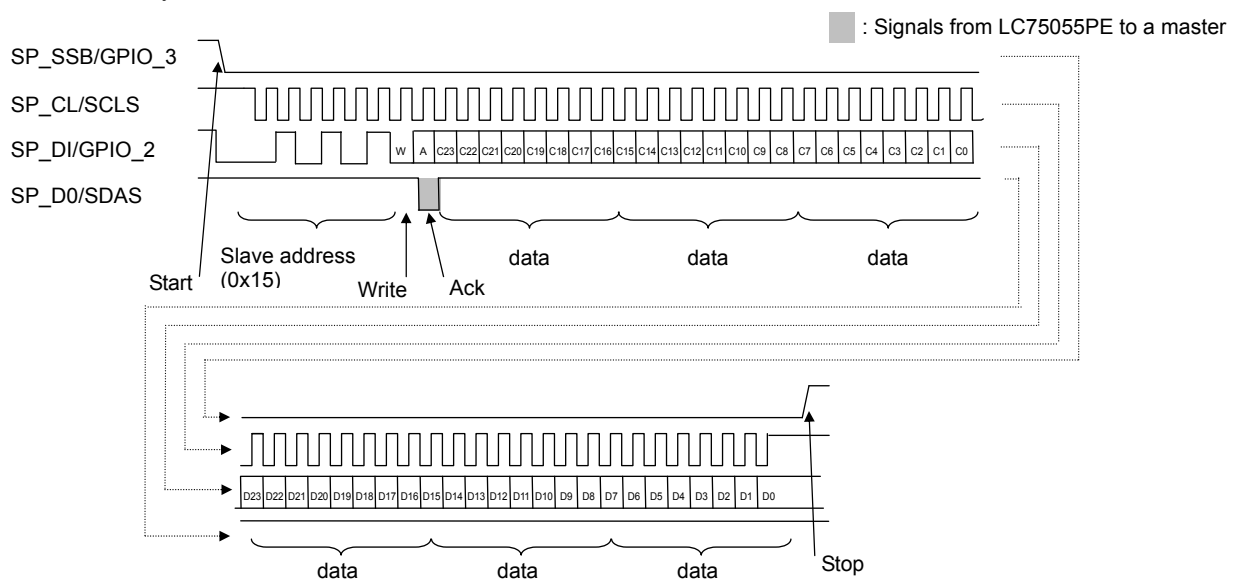 : Signals from LC75055PE to a master
SP_SSB/GPIO_3
SP_CL/SCLS
SP_DI/GPIO_2
W A C23 C22 C21 C20 C19 C18 C17 C16 C15 C14 C13 C12 C11 C10 C9 C8 C7 C6 C5 C4 C3 C2 C1 C0
SP_D0/SDAS
Slave address
(0x15)
data data data
Start
Write
Ack
D23 D22 D21 D20 D19 D18 D17 D16 D15 D14 D13 D12 D11 D10 D9 D8 D7 D6 D5 D4 D3 D2 D1 D0
data data data
Stop